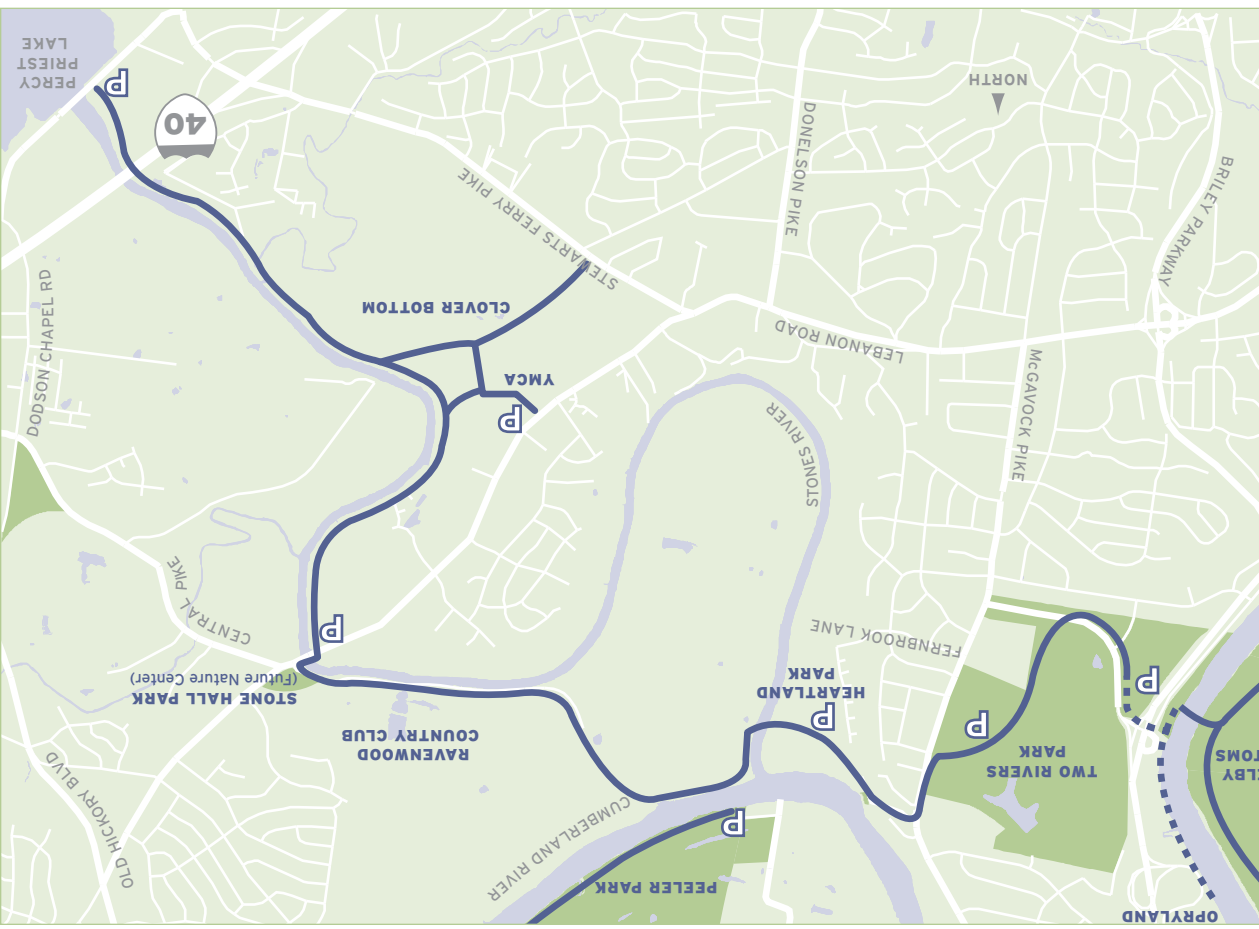 OPRYLAND
PEELER PARK
OLD HICKORY BLVD
CUMBERLAND RIVER
P
ELBY
TOMS
TWO RIVERS
PARK
P
P
HEARTLAND
PARK
P
RAVENWOOD
COUNTRY CLUB
STONE HALL PARK
(Future Nature Center)
P
FERNBROOK LANE
CENTRAL PIKE
STONES RIVER
McGAVOCK PIKE
P
YMCA
LEBANON ROAD
DODSON CHAPEL RD
CLOVER BOTTOM
STEWARTS FERRY PIKE
BRILEY PARKWAY
DONELSON PIKE
40
NORTH
P
PERCY
PRIEST
LAKE